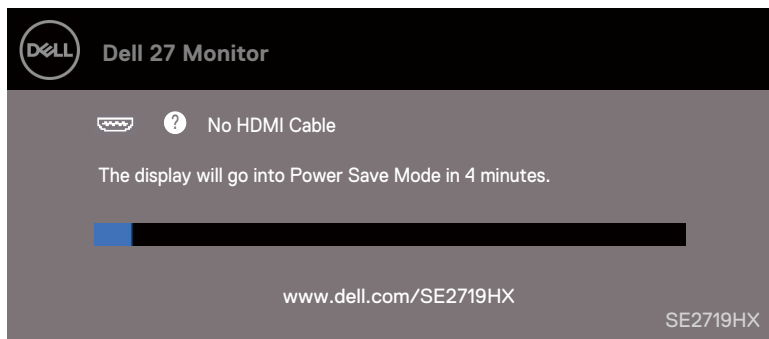 DELL
Dell 27 Monitor
? No HDMI Cable
The display will go into Power Save Mode in 4 minutes.
www.dell.com/SE2719HX
SE2719HX